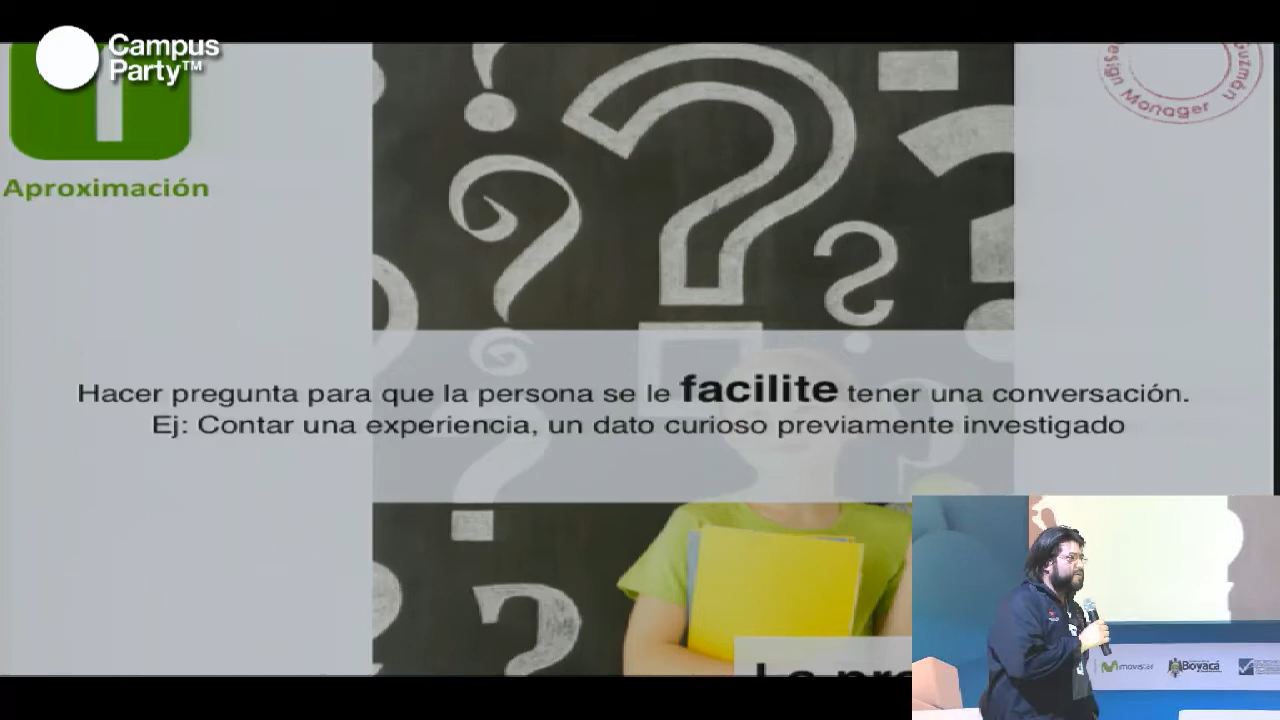 Campus
Party™
Aproximación
Design Manager
Guzmán
Hacer pregunta para que la persona se le facilite tener una conversación.
Ej: Contar una experiencia, un dato curioso previamente investigado
movistar
Boyacá